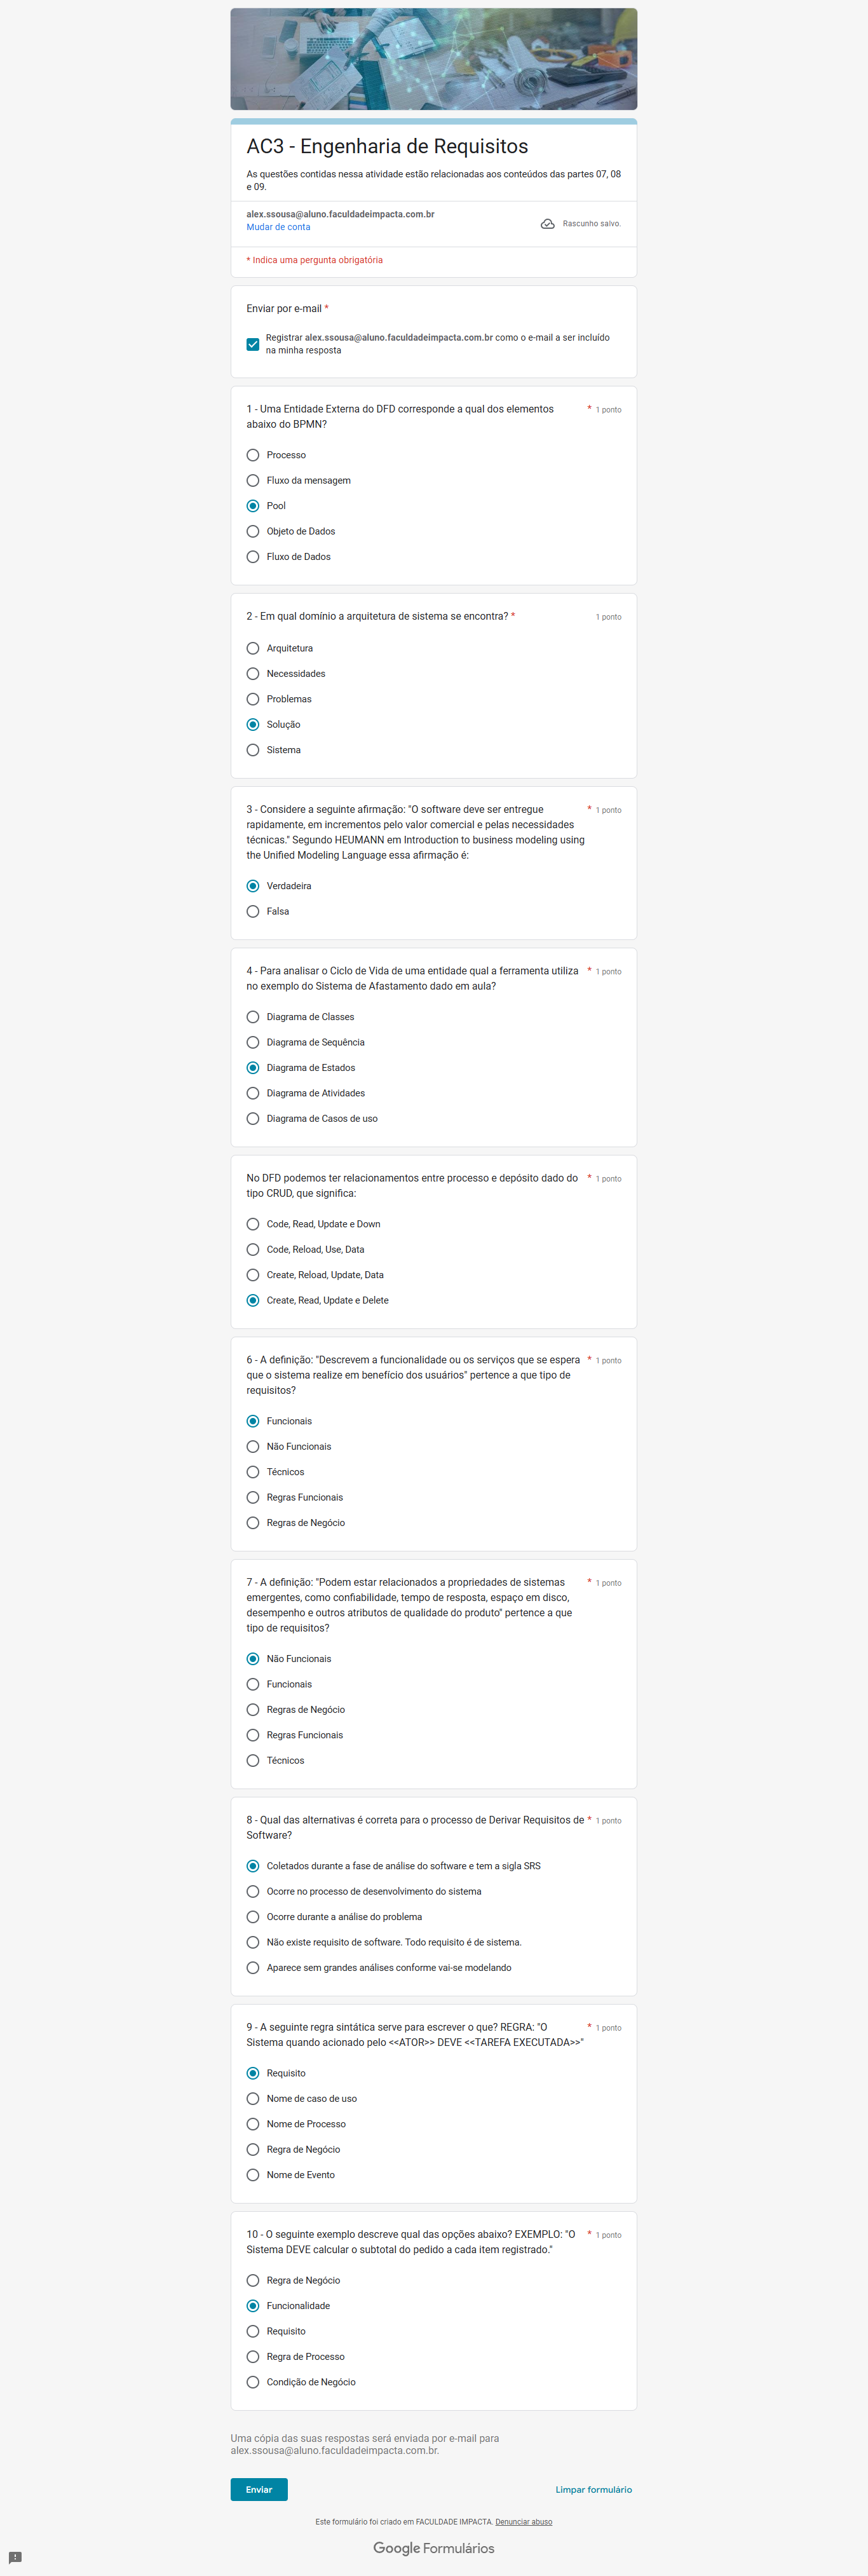 AC3 - Engenharia de Requisitos
As questões contidas nessa atividade estão relacionadas aos conteúdos das partes 07, 08
e 09.
alex.ssousa@aluno.faculdadeimpacta.com.br
Mudar de conta
Rascunho salvo.
* Indica uma pergunta obrigatória
Enviar por e-mail *
Registrar alex.ssousa@aluno.faculdadeimpacta.com.br como o e-mail a ser incluído
na minha resposta
1 - Uma Entidade Externa do DFD corresponde a qual dos elementos * 1 ponto
abaixo do BPMN?
Processo
Fluxo da mensagem
Pool
Objeto de Dados
Fluxo de Dados
2 - Em qual domínio a arquitetura de sistema se encontra? * 1 ponto
Arquitetura
Necessidades
Problemas
Solução
Sistema
3 - Considere a seguinte afirmação: "O software deve ser entregue * 1 ponto
rapidamente, em incrementos pelo valor comercial e pelas necessidades
técnicas." Segundo HEUMANN em Introduction to business modeling using
the Unified Modeling Language essa afirmação é:
Verdadeira
Falsa
4 - Para analisar o Ciclo de Vida de uma entidade qual a ferramenta utiliza * 1 ponto
no exemplo do Sistema de Afastamento dado em aula?
Diagrama de Classes
Diagrama de Sequência
Diagrama de Estados
Diagrama de Atividades
Diagrama de Casos de uso
No DFD podemos ter relacionamentos entre processo e depósito dado do * 1 ponto
tipo CRUD, que significa:
Code, Read, Update e Down
Code, Reload, Use, Data
Create, Reload, Update, Data
Create, Read, Update e Delete
6 - A definição: "Descrevem a funcionalidade ou os serviços que se espera * 1 ponto
que o sistema realize em benefício dos usuários" pertence a que tipo de
requisitos?
Funcionais
Não Funcionais
Técnicos
Regras Funcionais
Regras de Negócio
7 - A definição: "Podem estar relacionados a propriedades de sistemas * 1 ponto
emergentes, como confiabilidade, tempo de resposta, espaço em disco,
desempenho e outros atributos de qualidade do produto" pertence a que
tipo de requisitos?
Não Funcionais
Funcionais
Regras de Negócio
Regras Funcionais
Técnicos
8 - Qual das alternativas é correta para o processo de Derivar Requisitos de * 1 ponto
Software?
Coletados durante a fase de análise do software e tem a sigla SRS
Ocorre no processo de desenvolvimento do sistema
Ocorre durante a análise do problema
Não existe requisito de software. Todo requisito é de sistema.
Aparece sem grandes análises conforme vai-se modelando
9 - A seguinte regra sintática serve para escrever o que? REGRA: "O * 1 ponto
Sistema quando acionado pelo <<ATOR>> DEVE <<TAREFA EXECUTADA>>"
Requisito
Nome de caso de uso
Nome de Processo
Regra de Negócio
Nome de Evento
10 - O seguinte exemplo descreve qual das opções abaixo? EXEMPLO: "O * 1 ponto
Sistema DEVE calcular o subtotal do pedido a cada item registrado."
Regra de Negócio
Funcionalidade
Requisito
Regra de Processo
Condição de Negócio
Uma cópia das suas respostas será enviada por e-mail para
alex.ssousa@aluno.faculdadeimpacta.com.br.
Enviar
Limpar formulário
Este formulário foi criado em FACULDADE IMPACTA. Denunciar abuso
Google Formulários